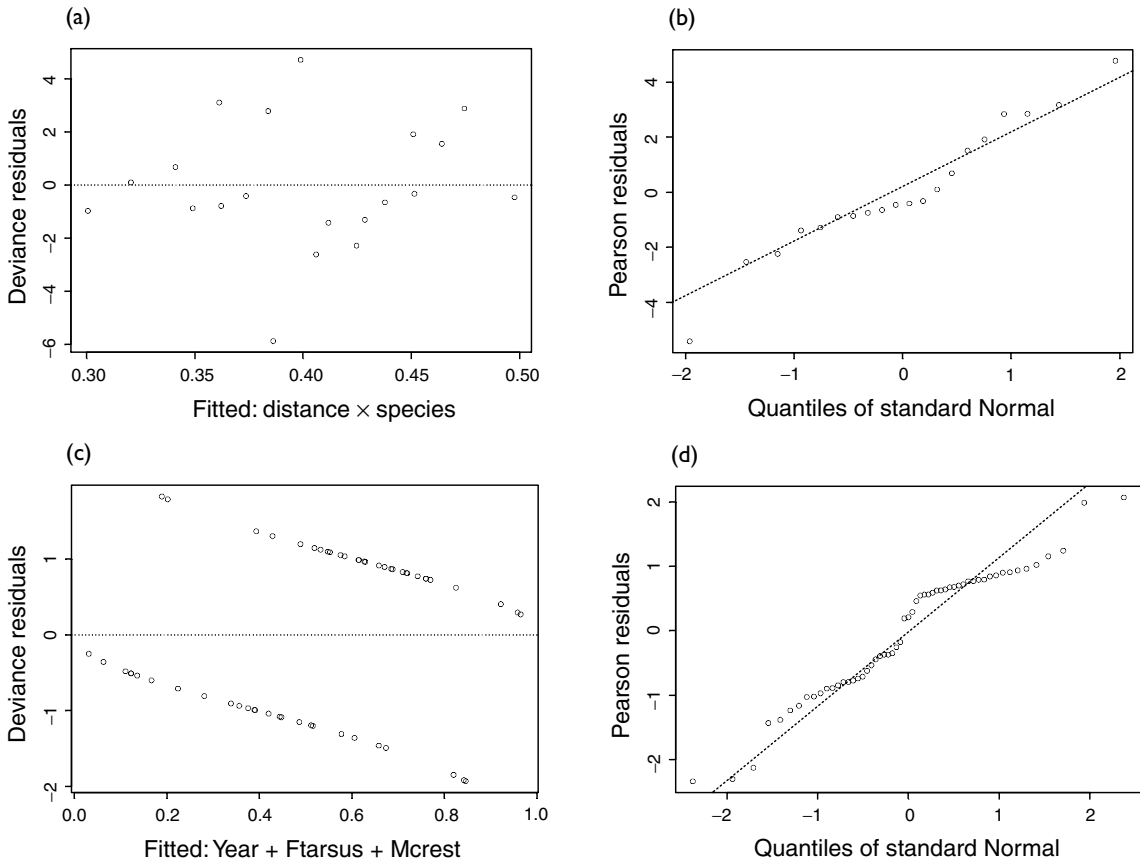 (a)
Deviance residuals
4
2
0
−2
−4
−6
0.30 0.35 0.40 0.45 0.50
Fitted: distance × species
(b)
Pearson residuals
4
2
0
−2
−4
−2 −1 0 1 2
Quantiles of standard Normal
(c)
Deviance residuals
1
0
−1
−2
0.0 0.2 0.4 0.6 0.8 1.0
Fitted: Year + Ftarsus + Mcrest
(d)
Pearson residuals
2
1
0
−1
−2
−2 −1 0 1 2
Quantiles of standard Normal